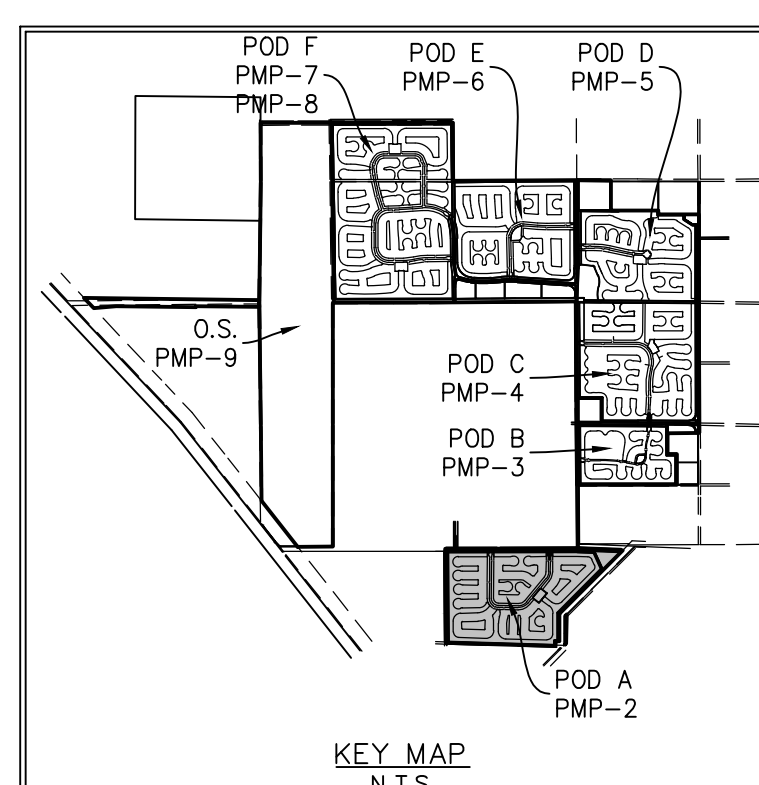 POD F
PMP-7
PMP-8
POD E
PMP-6
POD D
PMP-5
O.S.
PMP-9
POD C
PMP-4
POD B
PMP-3
POD A
PMP-2
KEY MAP
N.T.S.